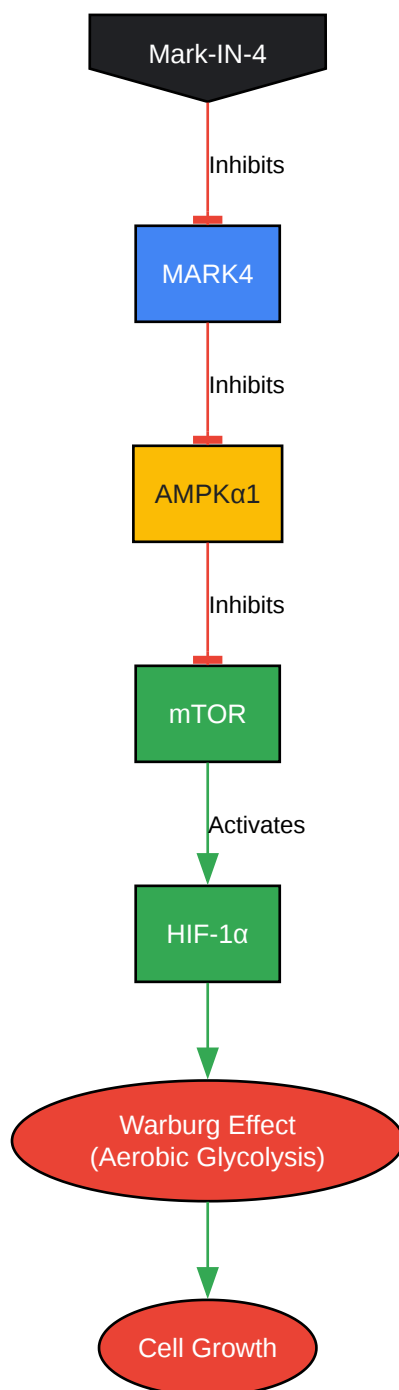 Mark-IN-4
Inhibits
MARK4
Inhibits
AMPKα1
Inhibits
mTOR
Activates
HIF-1α
Warburg Effect
(Aerobic Glycolysis)
Cell Growth